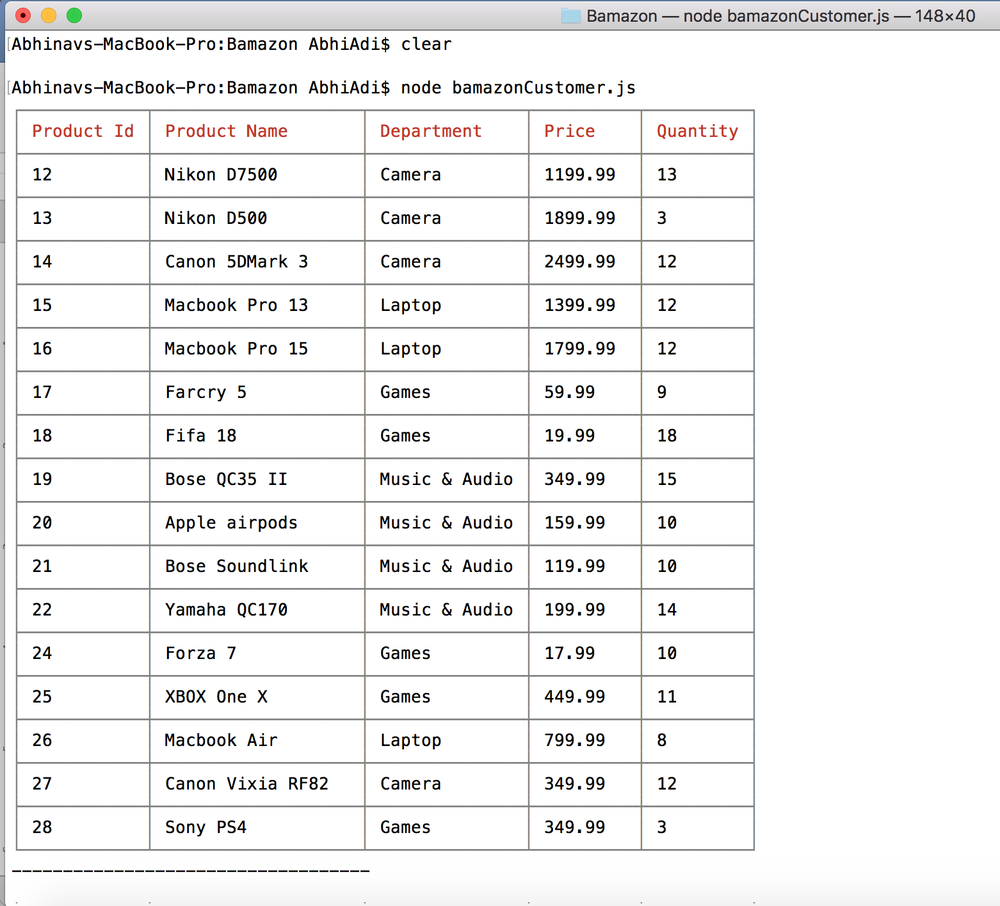 Bamazon — node bamazonCustomer.js — 148×40
[Abhinavs-MacBook-Pro:Bamazon AbhiAdi$ clear
[Abhinavs-MacBook-Pro:Bamazon AbhiAdi$ node bamazonCustomer.js
Product Id Product Name Department Price Quantity
12 Nikon D7500 Camera 1199.99 13
13 Nikon D500 Camera 1899.99 3
14 Canon 5DMark 3 Camera 2499.99 12
15 Macbook Pro 13 Laptop 1399.99 12
16 Macbook Pro 15 Laptop 1799.99 12
17 Farcry 5 Games 59.99 9
18 Fifa 18 Games 19.99 18
19 Bose QC35 II Music & Audio 349.99 15
20 Apple airpods Music & Audio 159.99 10
21 Bose Soundlink Music & Audio 119.99 10
22 Yamaha QC170 Music & Audio 199.99 14
24 Forza 7 Games 17.99 10
25 XBOX One X Games 449.99 11
26 Macbook Air Laptop 799.99 8
27 Canon Vixia RF82 Camera 349.99 12
28 Sony PS4 Games 349.99 3
-----------------------------------